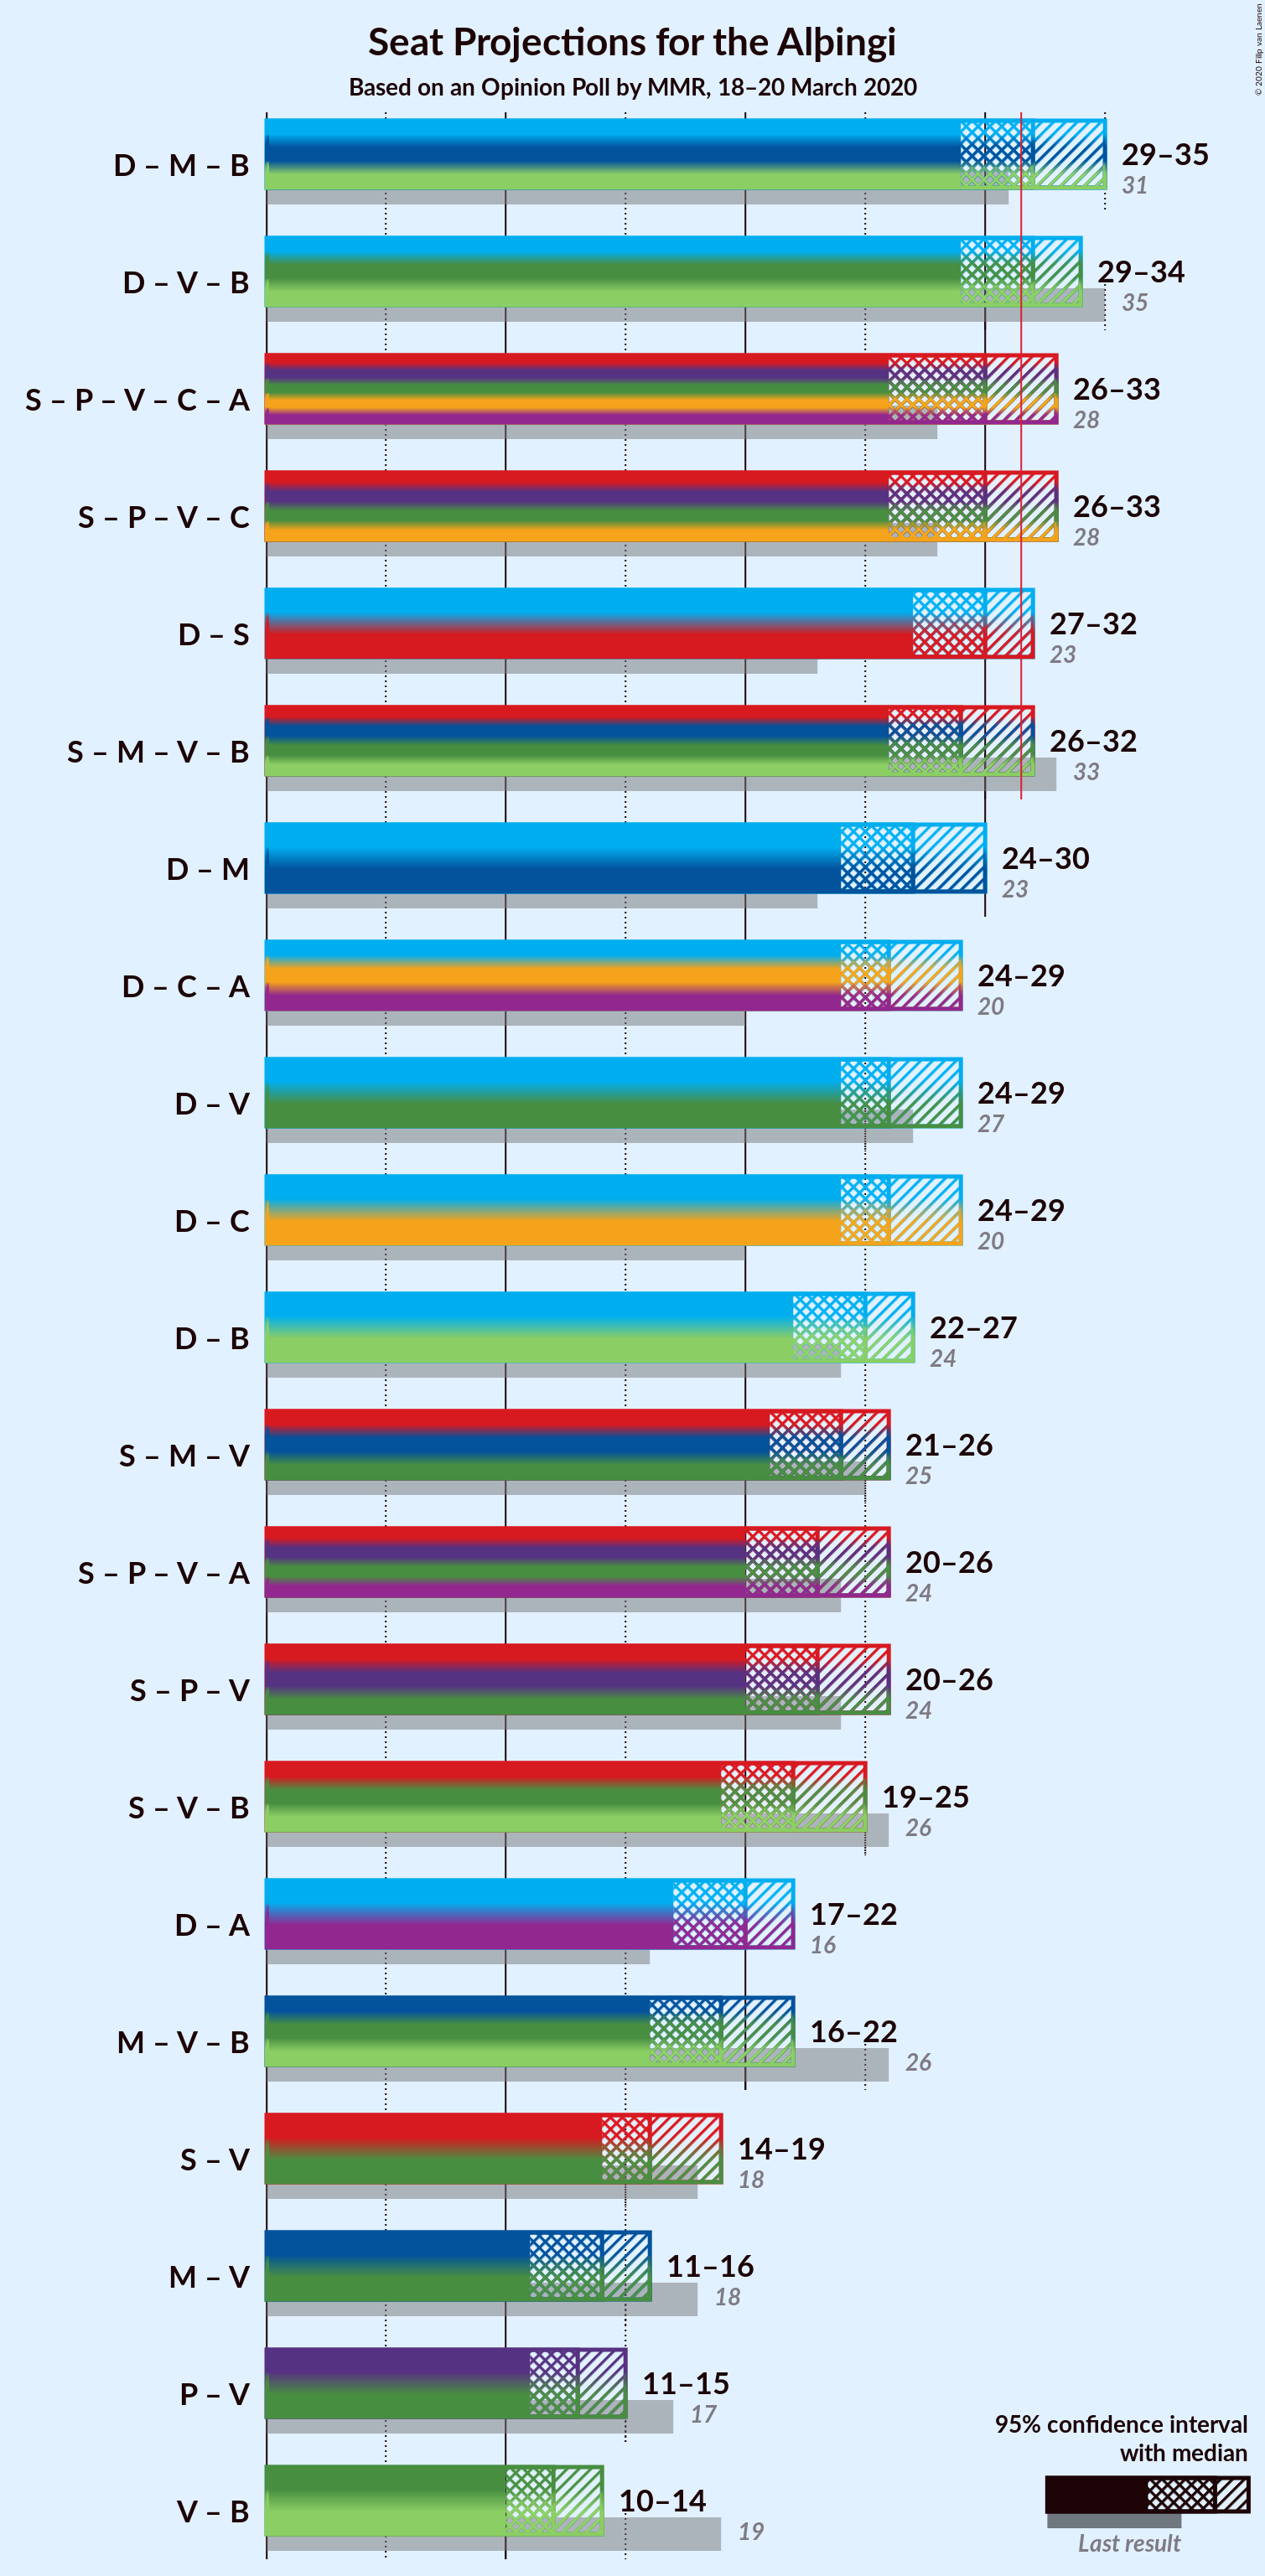 Seat Projections for the Alþingi
Based on an Opinion Poll by MMR, 18–20 March 2020
© 2020 Filip van Laenen
D – M – B
29–35
31
D – V – B
29–34
35
S – P – V – C – A
26–33
28
S – P – V – C
26–33
28
D – S
27–32
23
S – M – V – B
26–32
33
D – M
24–30
23
D – C – A
24–29
20
D – V
24–29
27
D – C
24–29
20
D – B
22–27
24
S – M – V
21–26
25
S – P – V – A
20–26
24
S – P – V
20–26
24
S – V – B
19–25
26
D – A
17–22
16
M – V – B
16–22
26
S – V
14–19
18
M – V
11–16
18
P – V
11–15
17
V – B
10–14
19
95% confidence interval
with median
Last result